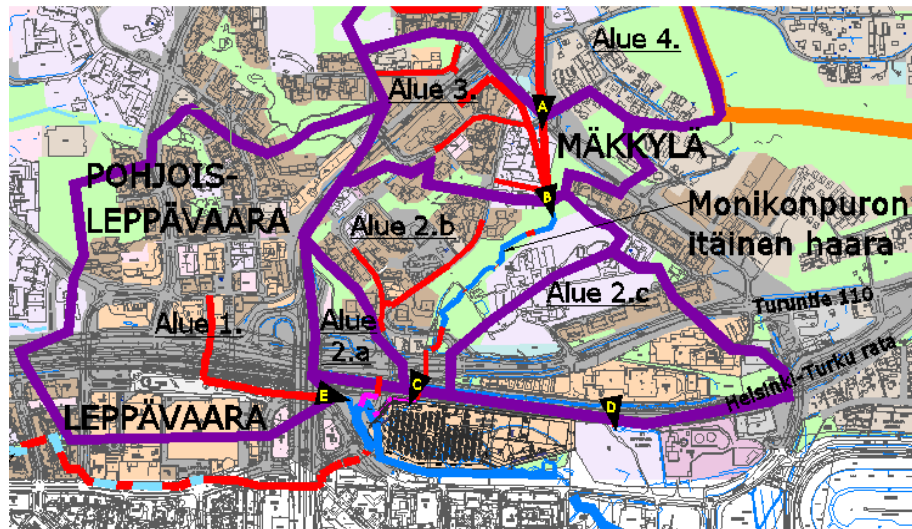 Alue 4.
Alue 3.
A
MÄKKYLÄ
POHJOIS-
LEPPÄVAARA
B
Monikonpuron
itäinen haara
Alue 2.b
Alue 2.c
Turuntie 110
Alue 1.
Alue
2.a
Helsinki-Turku rata
C
E
D
LEPPÄVAARA